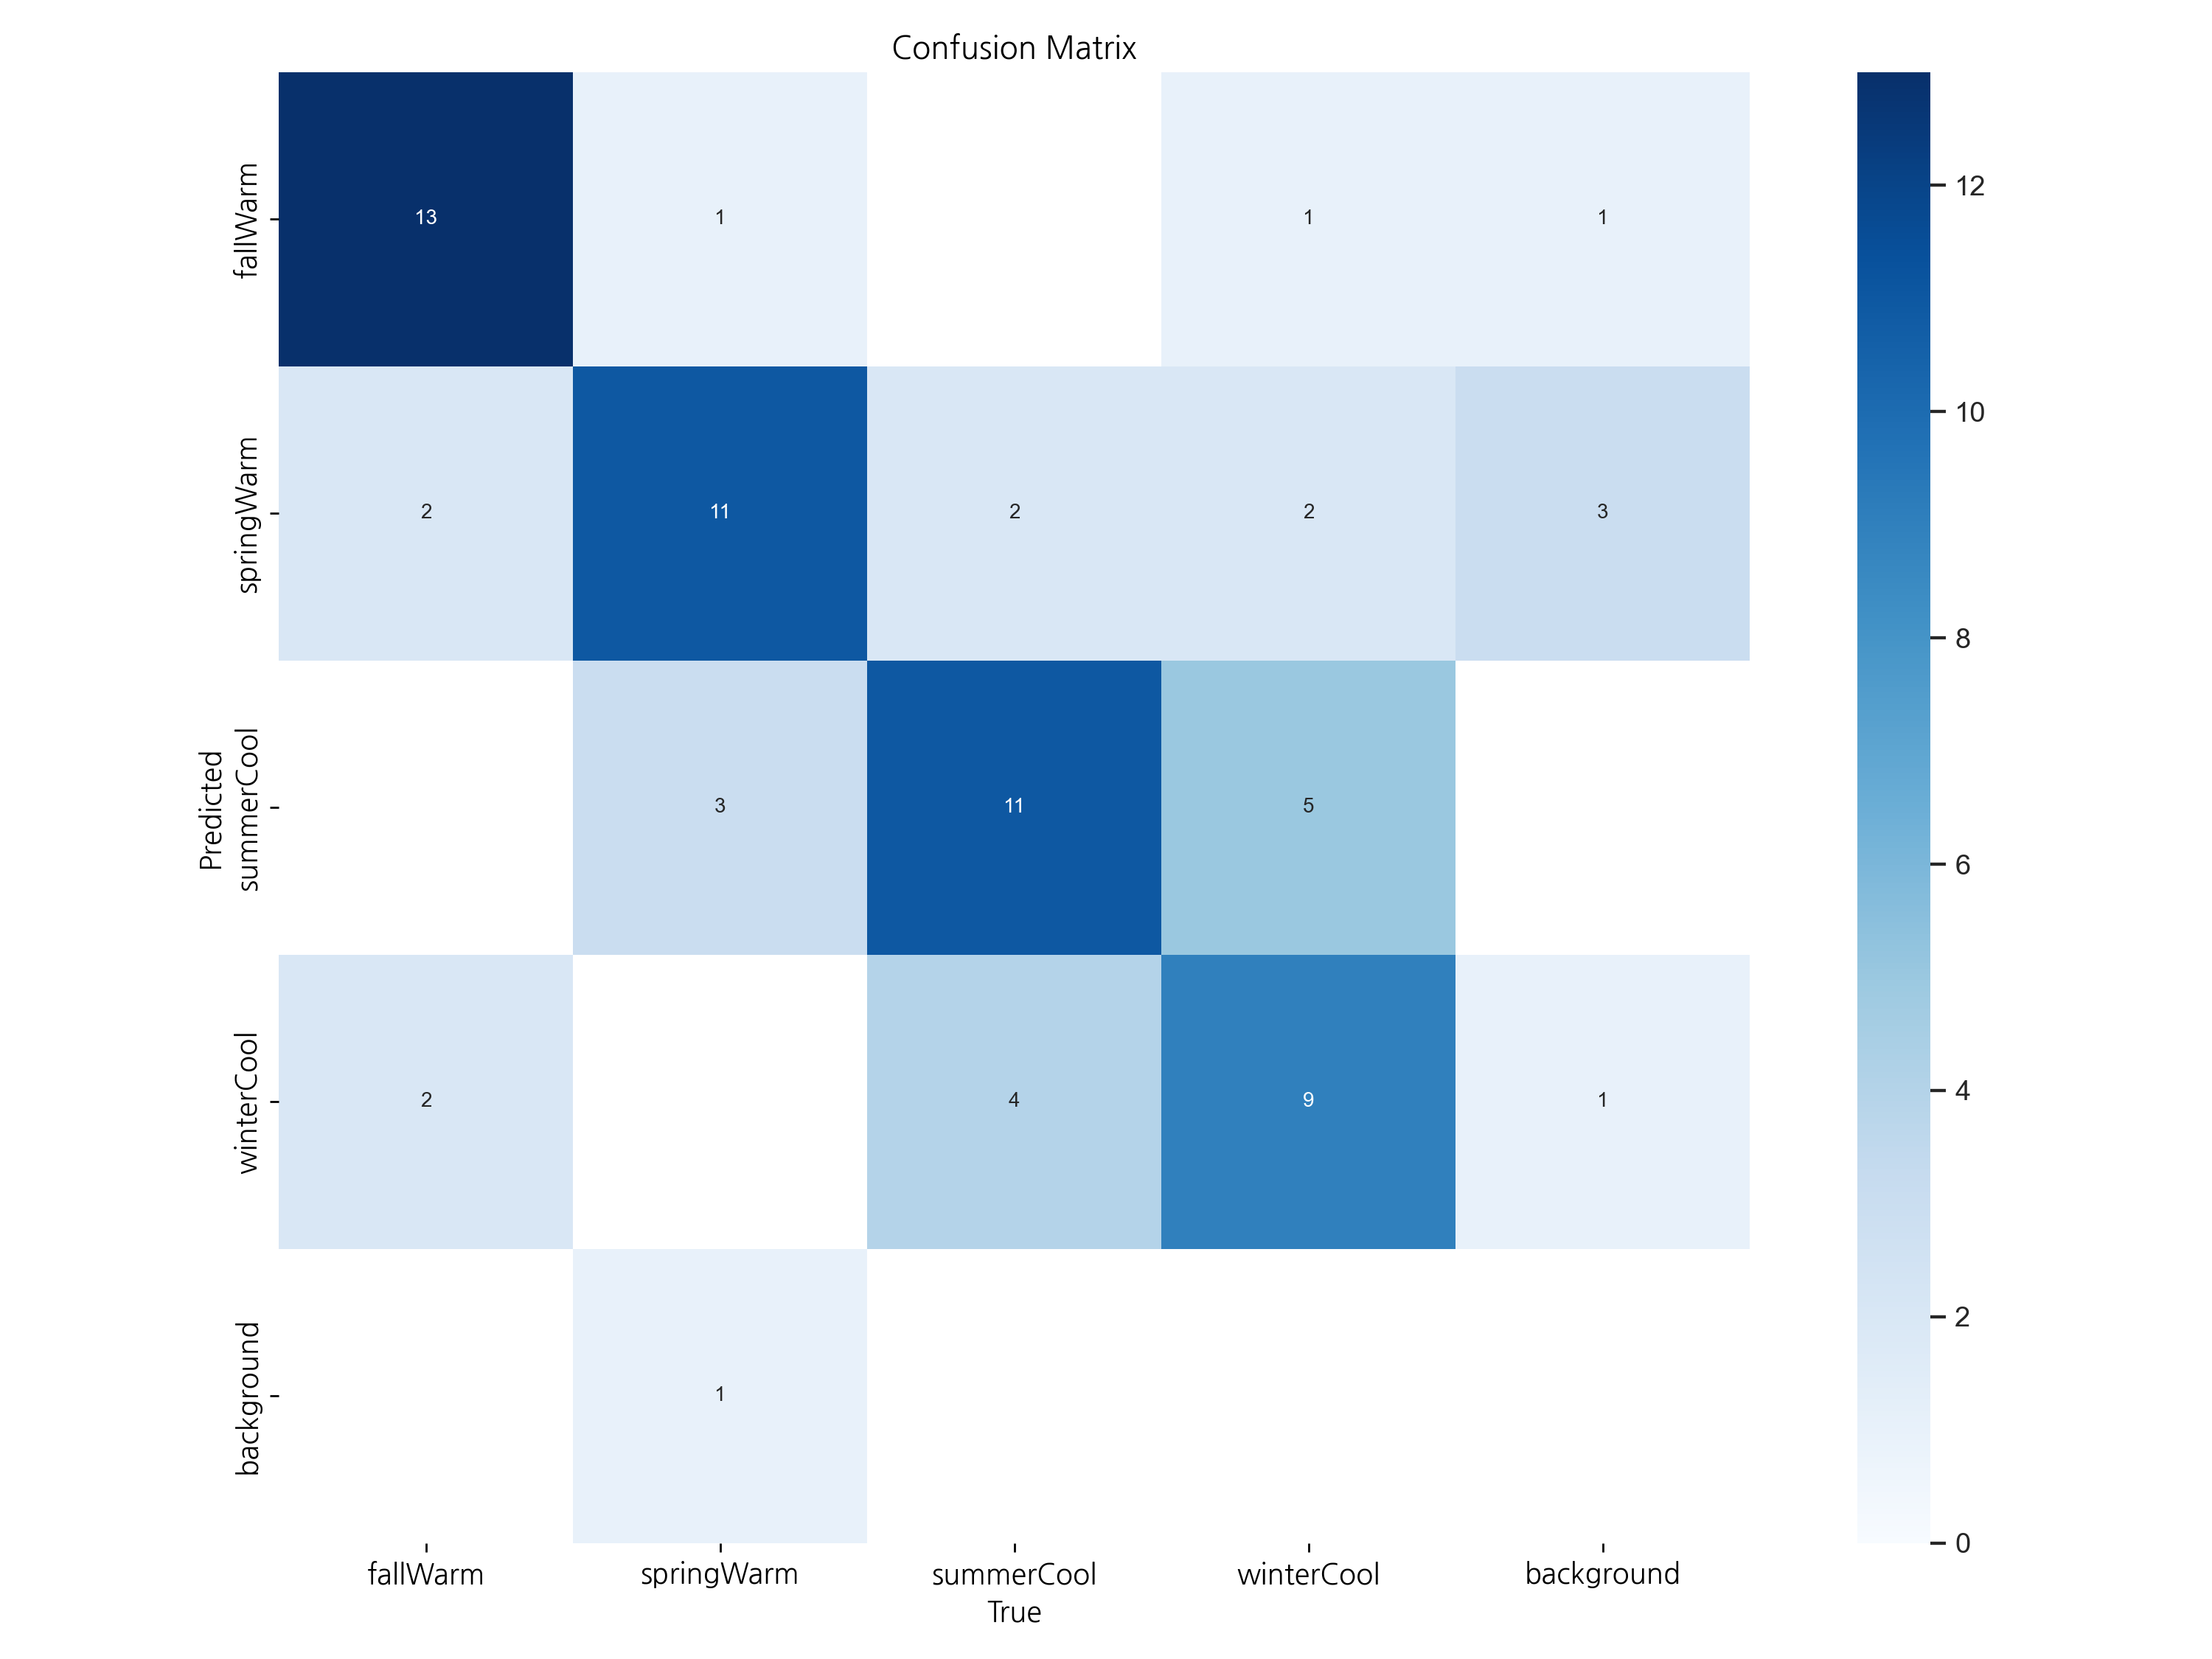 Confusion Matrix
fallWarm
13
1
1
1
springWarm
2
11
2
2
3
Predicted
summerCool
3
11
5
winterCool
2
4
9
1
background
1
fallWarm
springWarm
summerCool
winterCool
background
True
12
10
8
6
4
2
0